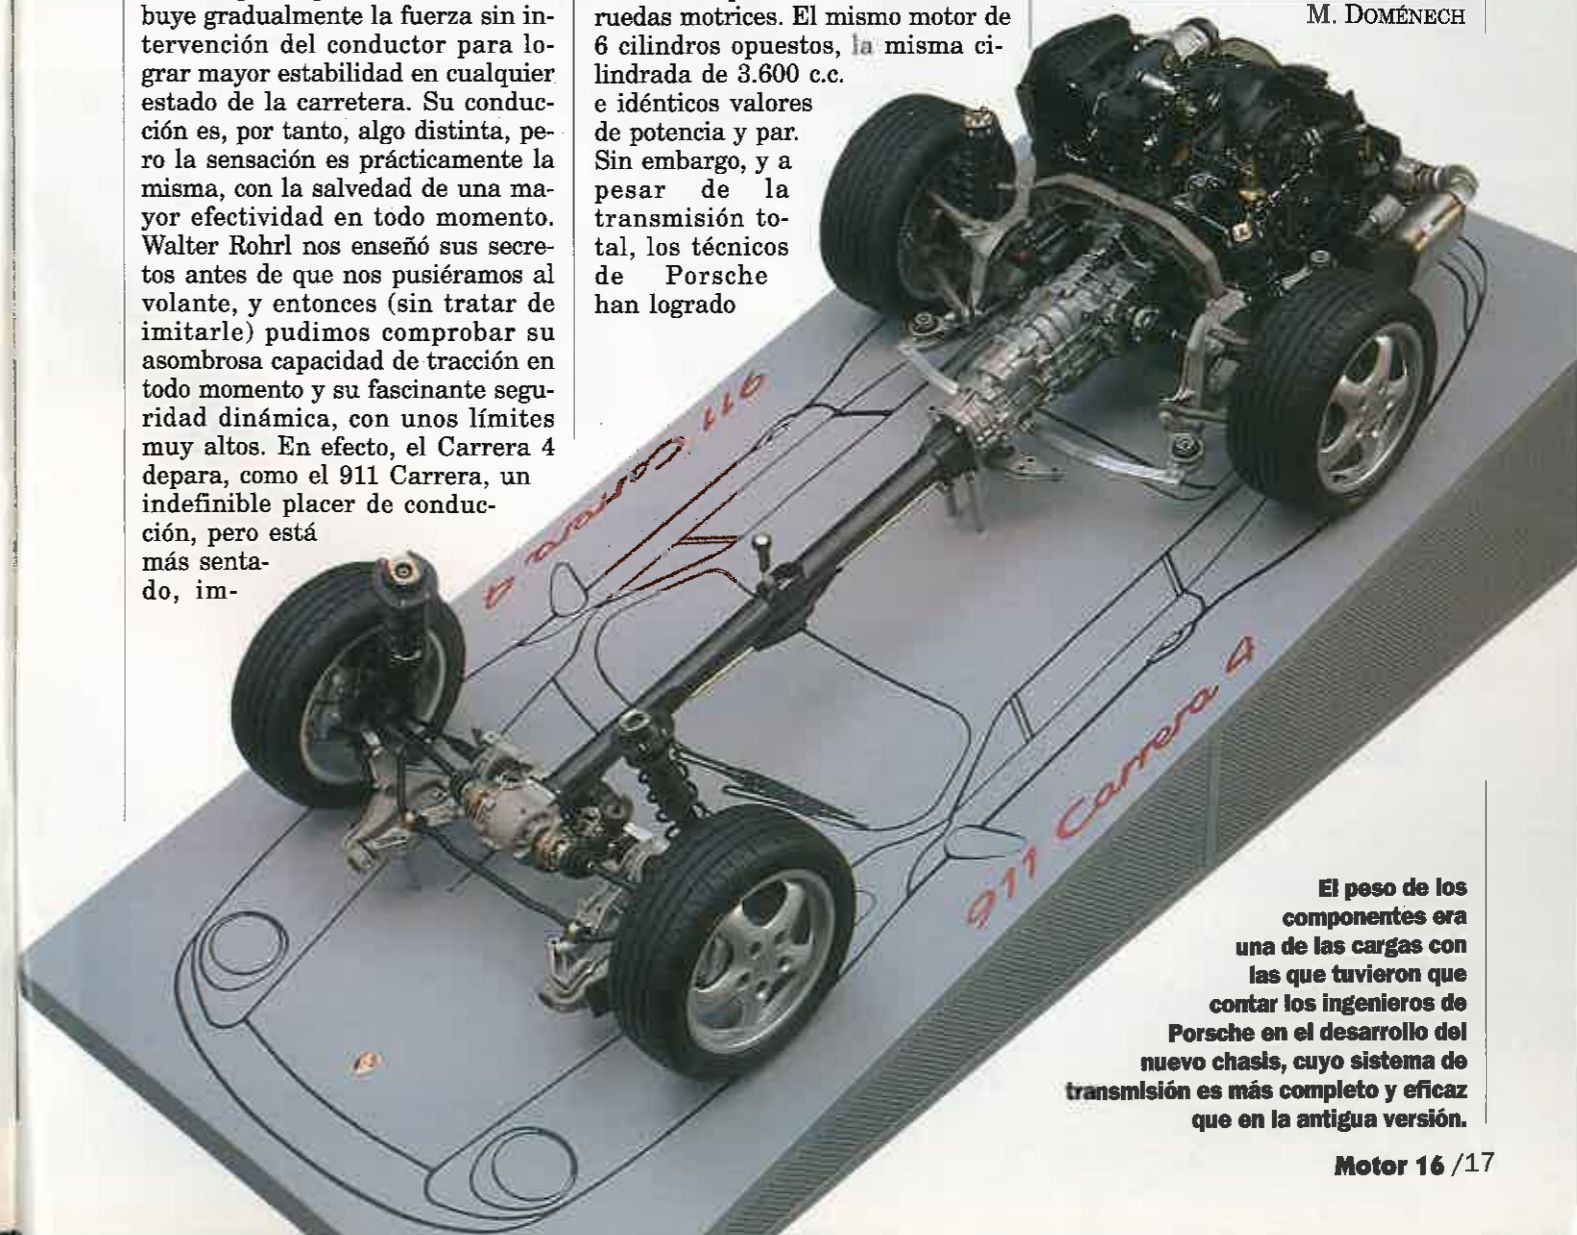 buye gradualmente la fuerza sin in-
tervención del conductor para lo-
grar mayor estabilidad en cualquier
estado de la carretera. Su conduc-
ción es, por tanto, algo distinta, pe-
ro la sensación es prácticamente la
misma, con la salvedad de una ma-
yor efectividad en todo momento.
Walter Rohrl nos enseñó sus secre-
tos antes de que nos pusiéramos al
volante, y entonces (sin tratar de
imitarle) pudimos comprobar su
asombrosa capacidad de tracción en
todo momento y su fascinante segu-
ridad dinámica, con unos límites
muy altos. En efecto, el Carrera 4
depara, como el 911 Carrera, un
indefinible placer de conduc-
ción, pero está
más senta-
do, im-
ruedas motrices. El mismo motor de
6 cilindros opuestos, la misma ci-
lindrada de 3.600 c.c.
e idénticos valores
de potencia y par.
Sin embargo, y a
pesar de la
transmisión to-
tal, los técnicos
de Porsche
han logrado
M. DOMÉNECH
911 Carrera 4
911 Carrera 4
El peso de los
componentes era
una de las cargas con
las que tuvieron que
contar los ingenieros de
Porsche en el desarrollo del
nuevo chasis, cuyo sistema de
transmisión es más completo y eficaz
que en la antigua versión.
Motor 16 /17